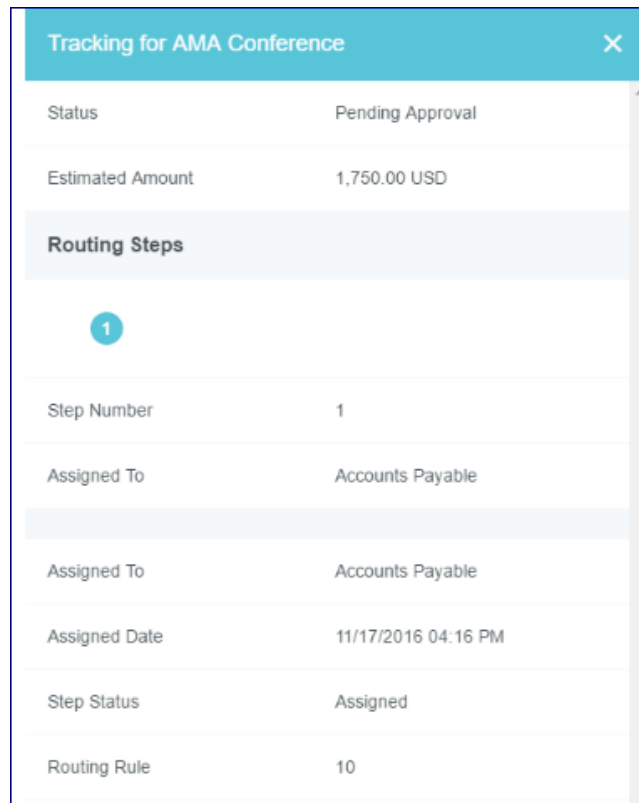 Tracking for AMA Conference
Status Pending Approval
Estimated Amount 1,750.00 USD
Routing Steps
1
Step Number 1
Assigned To Accounts Payable
Assigned To Accounts Payable
Assigned Date 11/17/2016 04:16 PM
Step Status Assigned
Routing Rule 10